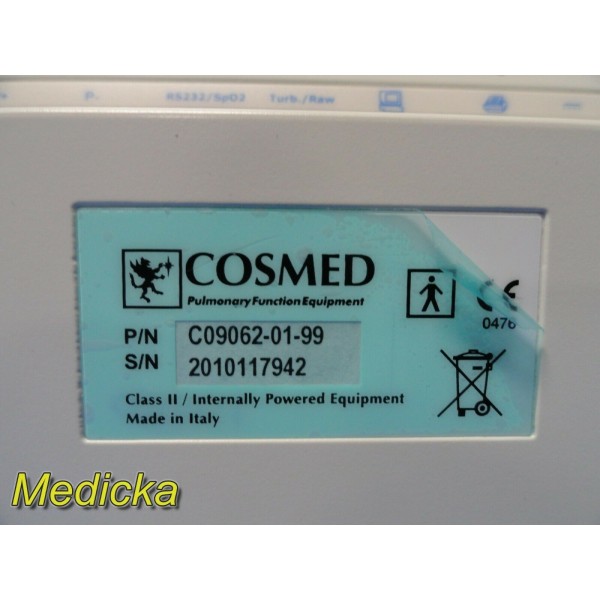 P- RS232/SpO2 Turb./Raw
COSMED
Pulmonary Function Equipment
P/N C09062-01-99
S/N 2010117942
CE
0476
Class II / Internally Powered Equipment
Made in Italy
Medicka